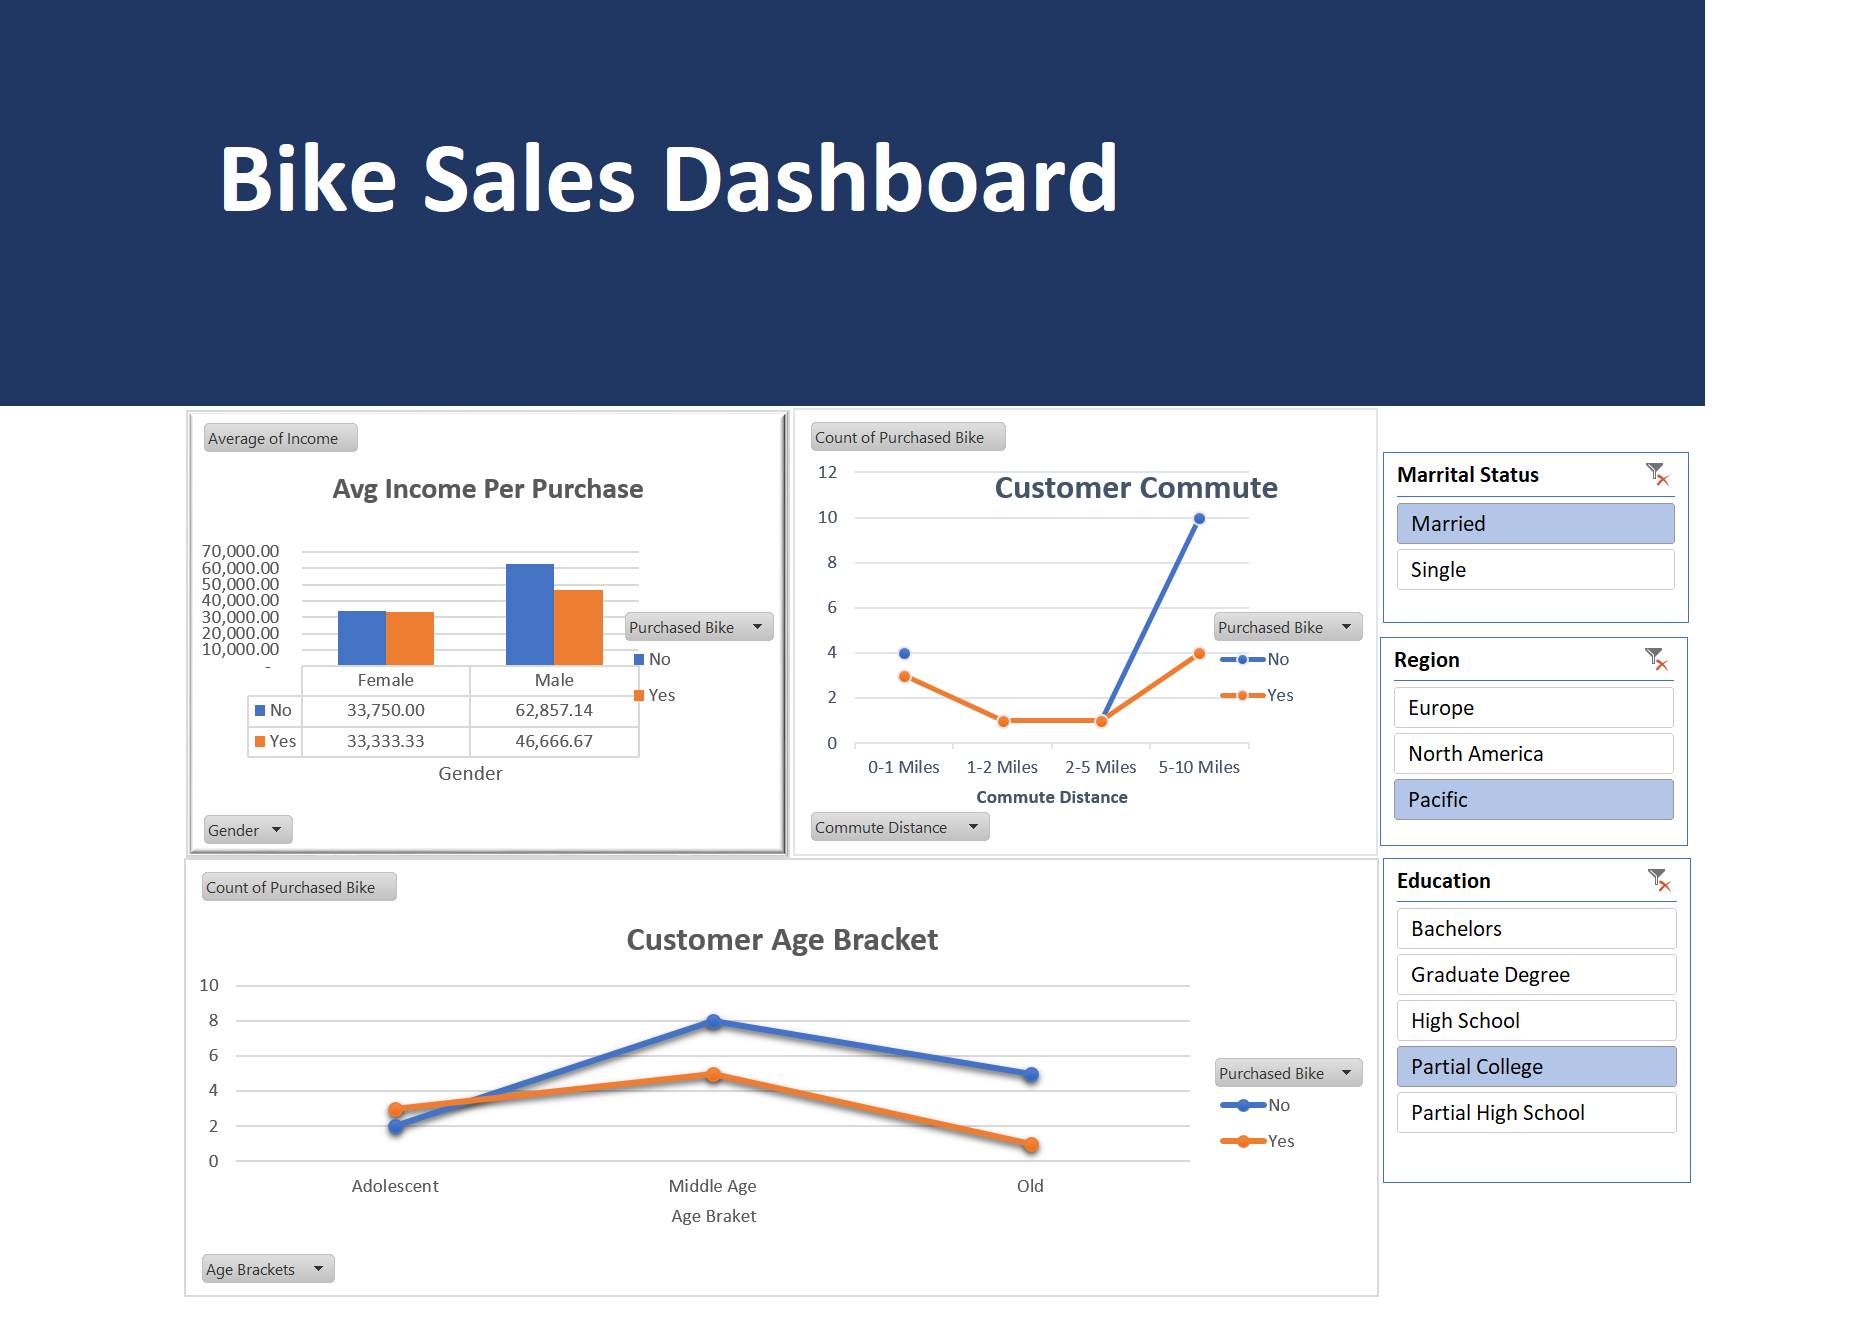 Bike Sales Dashboard
Average of Income
Avg Income Per Purchase
70,000.00
60,000.00
50,000.00
40,000.00
30,000.00
20,000.00
10,000.00
-
Female Male
No 33,750.00 62,857.14
Yes 33,333.33 46,666.67
Gender
Purchased Bike
No
Yes
Gender
Count of Purchased Bike
Customer Commute
12
10
8
6
4
2
0
0-1 Miles 1-2 Miles 2-5 Miles 5-10 Miles
Commute Distance
Purchased Bike
No
Yes
Commute Distance
Marrital Status
Married
Single
Region
Europe
North America
Pacific
Education
Bachelors
Graduate Degree
High School
Partial College
Partial High School
Count of Purchased Bike
Customer Age Bracket
10
8
6
4
2
0
Adolescent Middle Age Old
Age Braket
Purchased Bike
No
Yes
Age Brackets